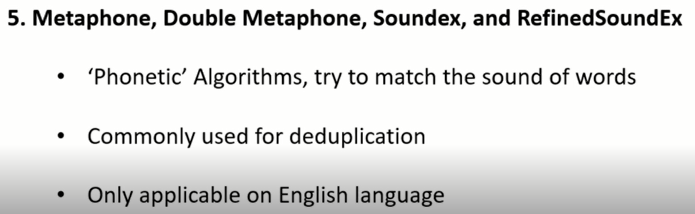 5. Metaphone, Double Metaphone, Soundex, and RefinedSoundEx
• ‘Phonetic’ Algorithms, try to match the sound of words
• Commonly used for deduplication
• Only applicable on English language